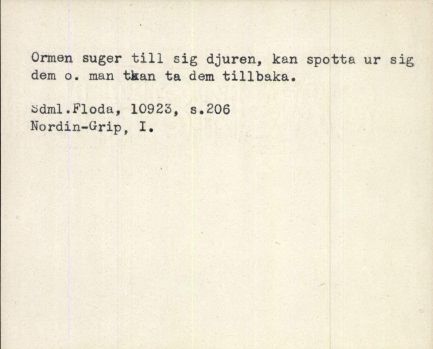 Ormen suger till sig djuren, kan spotta ur sig
dem o. man kan ta dem tillbaka.
Sdml.Floda, 10923, s.206
Nordin-Grip, I.